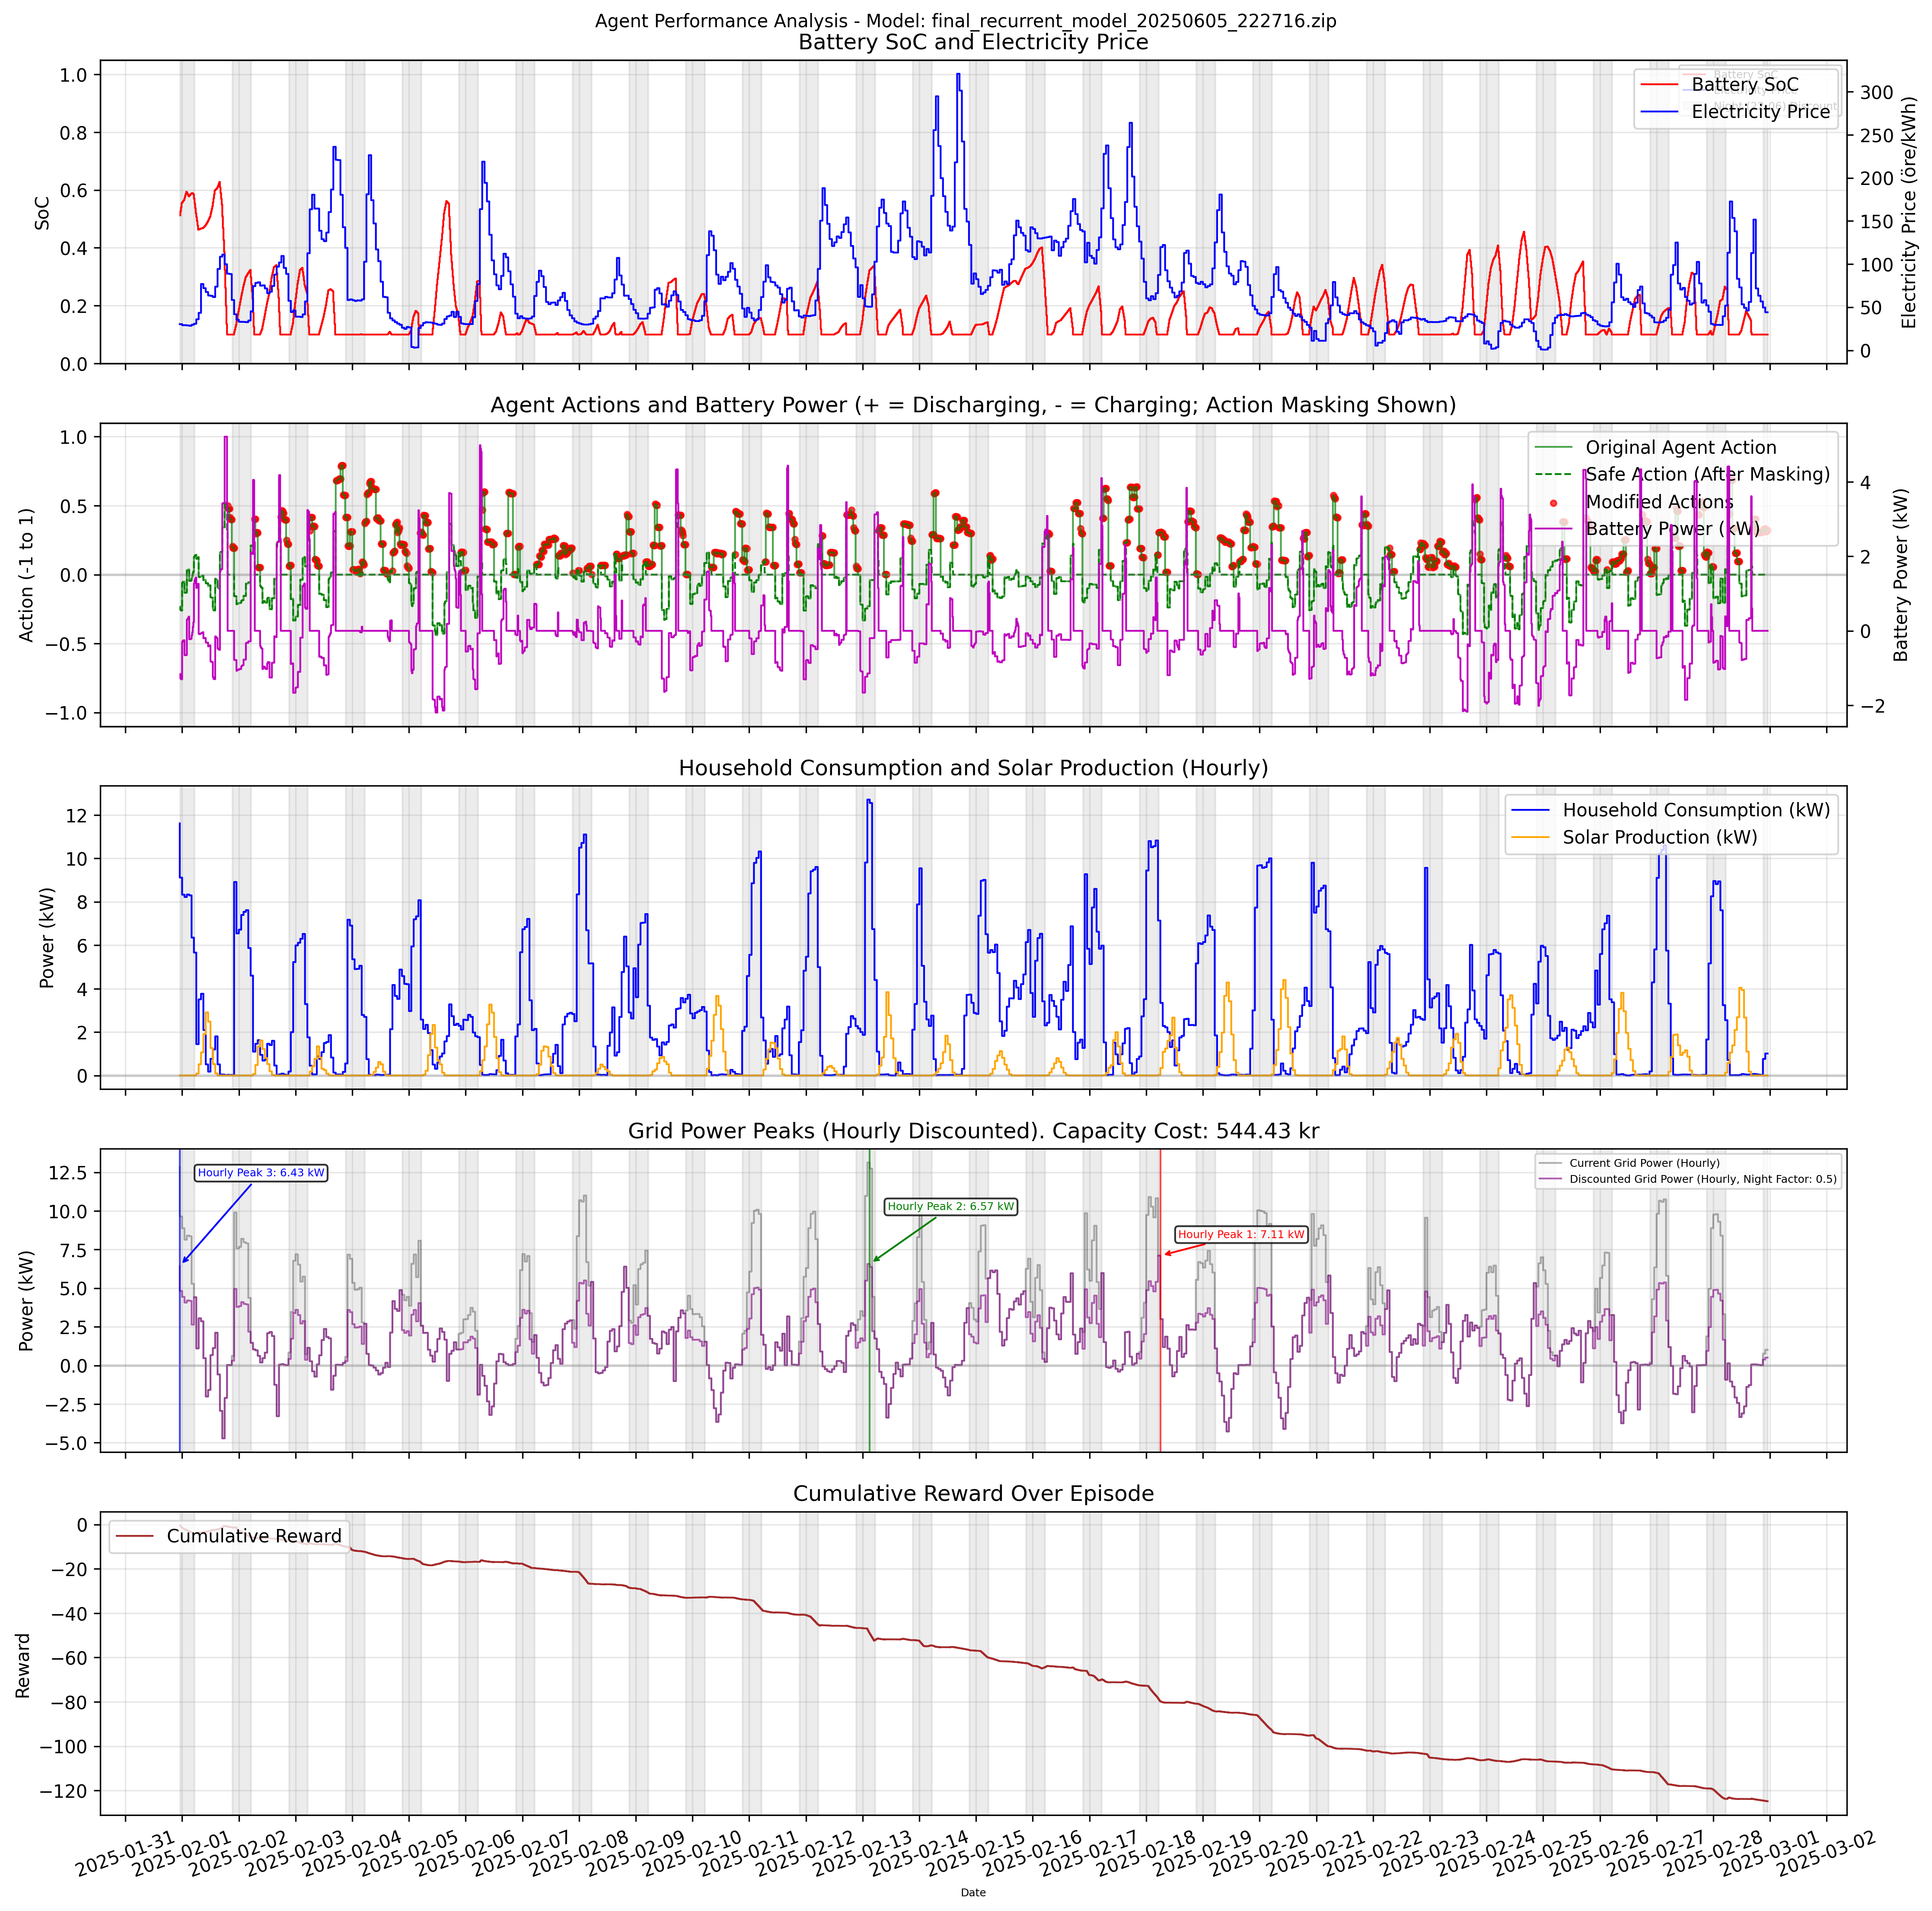 Agent Performance Analysis - Model: final_recurrent_model_20250605_222716.zip
Battery SoC and Electricity Price
1.0
0.8
0.6
0.4
0.2
0.0
SoC
300
250
200
150
100
50
0
Electricity Price (öre/kWh)
Battery SoC
Electricity Price
Agent Actions and Battery Power (+ = Discharging, - = Charging; Action Masking Shown)
1.0
0.5
0.0
−0.5
−1.0
Action (-1 to 1)
4
2
0
−2
Battery Power (kW)
Original Agent Action
Safe Action (After Masking)
Modified Actions
Battery Power (kW)
Household Consumption and Solar Production (Hourly)
12
10
8
6
4
2
0
Power (kW)
Household Consumption (kW)
Solar Production (kW)
Grid Power Peaks (Hourly Discounted). Capacity Cost: 544.43 kr
12.5
10.0
7.5
5.0
2.5
0.0
−2.5
−5.0
Power (kW)
Hourly Peak 3: 6.43 kW
Hourly Peak 2: 6.57 kW
Hourly Peak 1: 7.11 kW
Current Grid Power (Hourly)
Discounted Grid Power (Hourly, Night Factor: 0.5)
Cumulative Reward Over Episode
0
−20
−40
−60
−80
−100
−120
Reward
Cumulative Reward
2025-01-31
2025-02-01
2025-02-02
2025-02-03
2025-02-04
2025-02-05
2025-02-06
2025-02-07
2025-02-08
2025-02-09
2025-02-10
2025-02-11
2025-02-12
2025-02-13
2025-02-14
2025-02-15
2025-02-16
2025-02-17
2025-02-18
2025-02-19
2025-02-20
2025-02-21
2025-02-22
2025-02-23
2025-02-24
2025-02-25
2025-02-26
2025-02-27
2025-02-28
2025-03-01
2025-03-02
Date